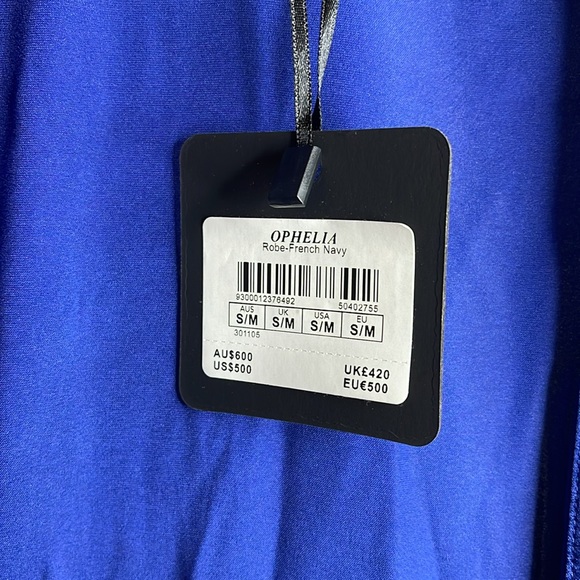 OPHELIA
Robe-French Navy
9300012376492 50402755
AUS UK USA EU
S/M S/M S/M S/M
301105
AU$600 UK£420
US$500 EU€500